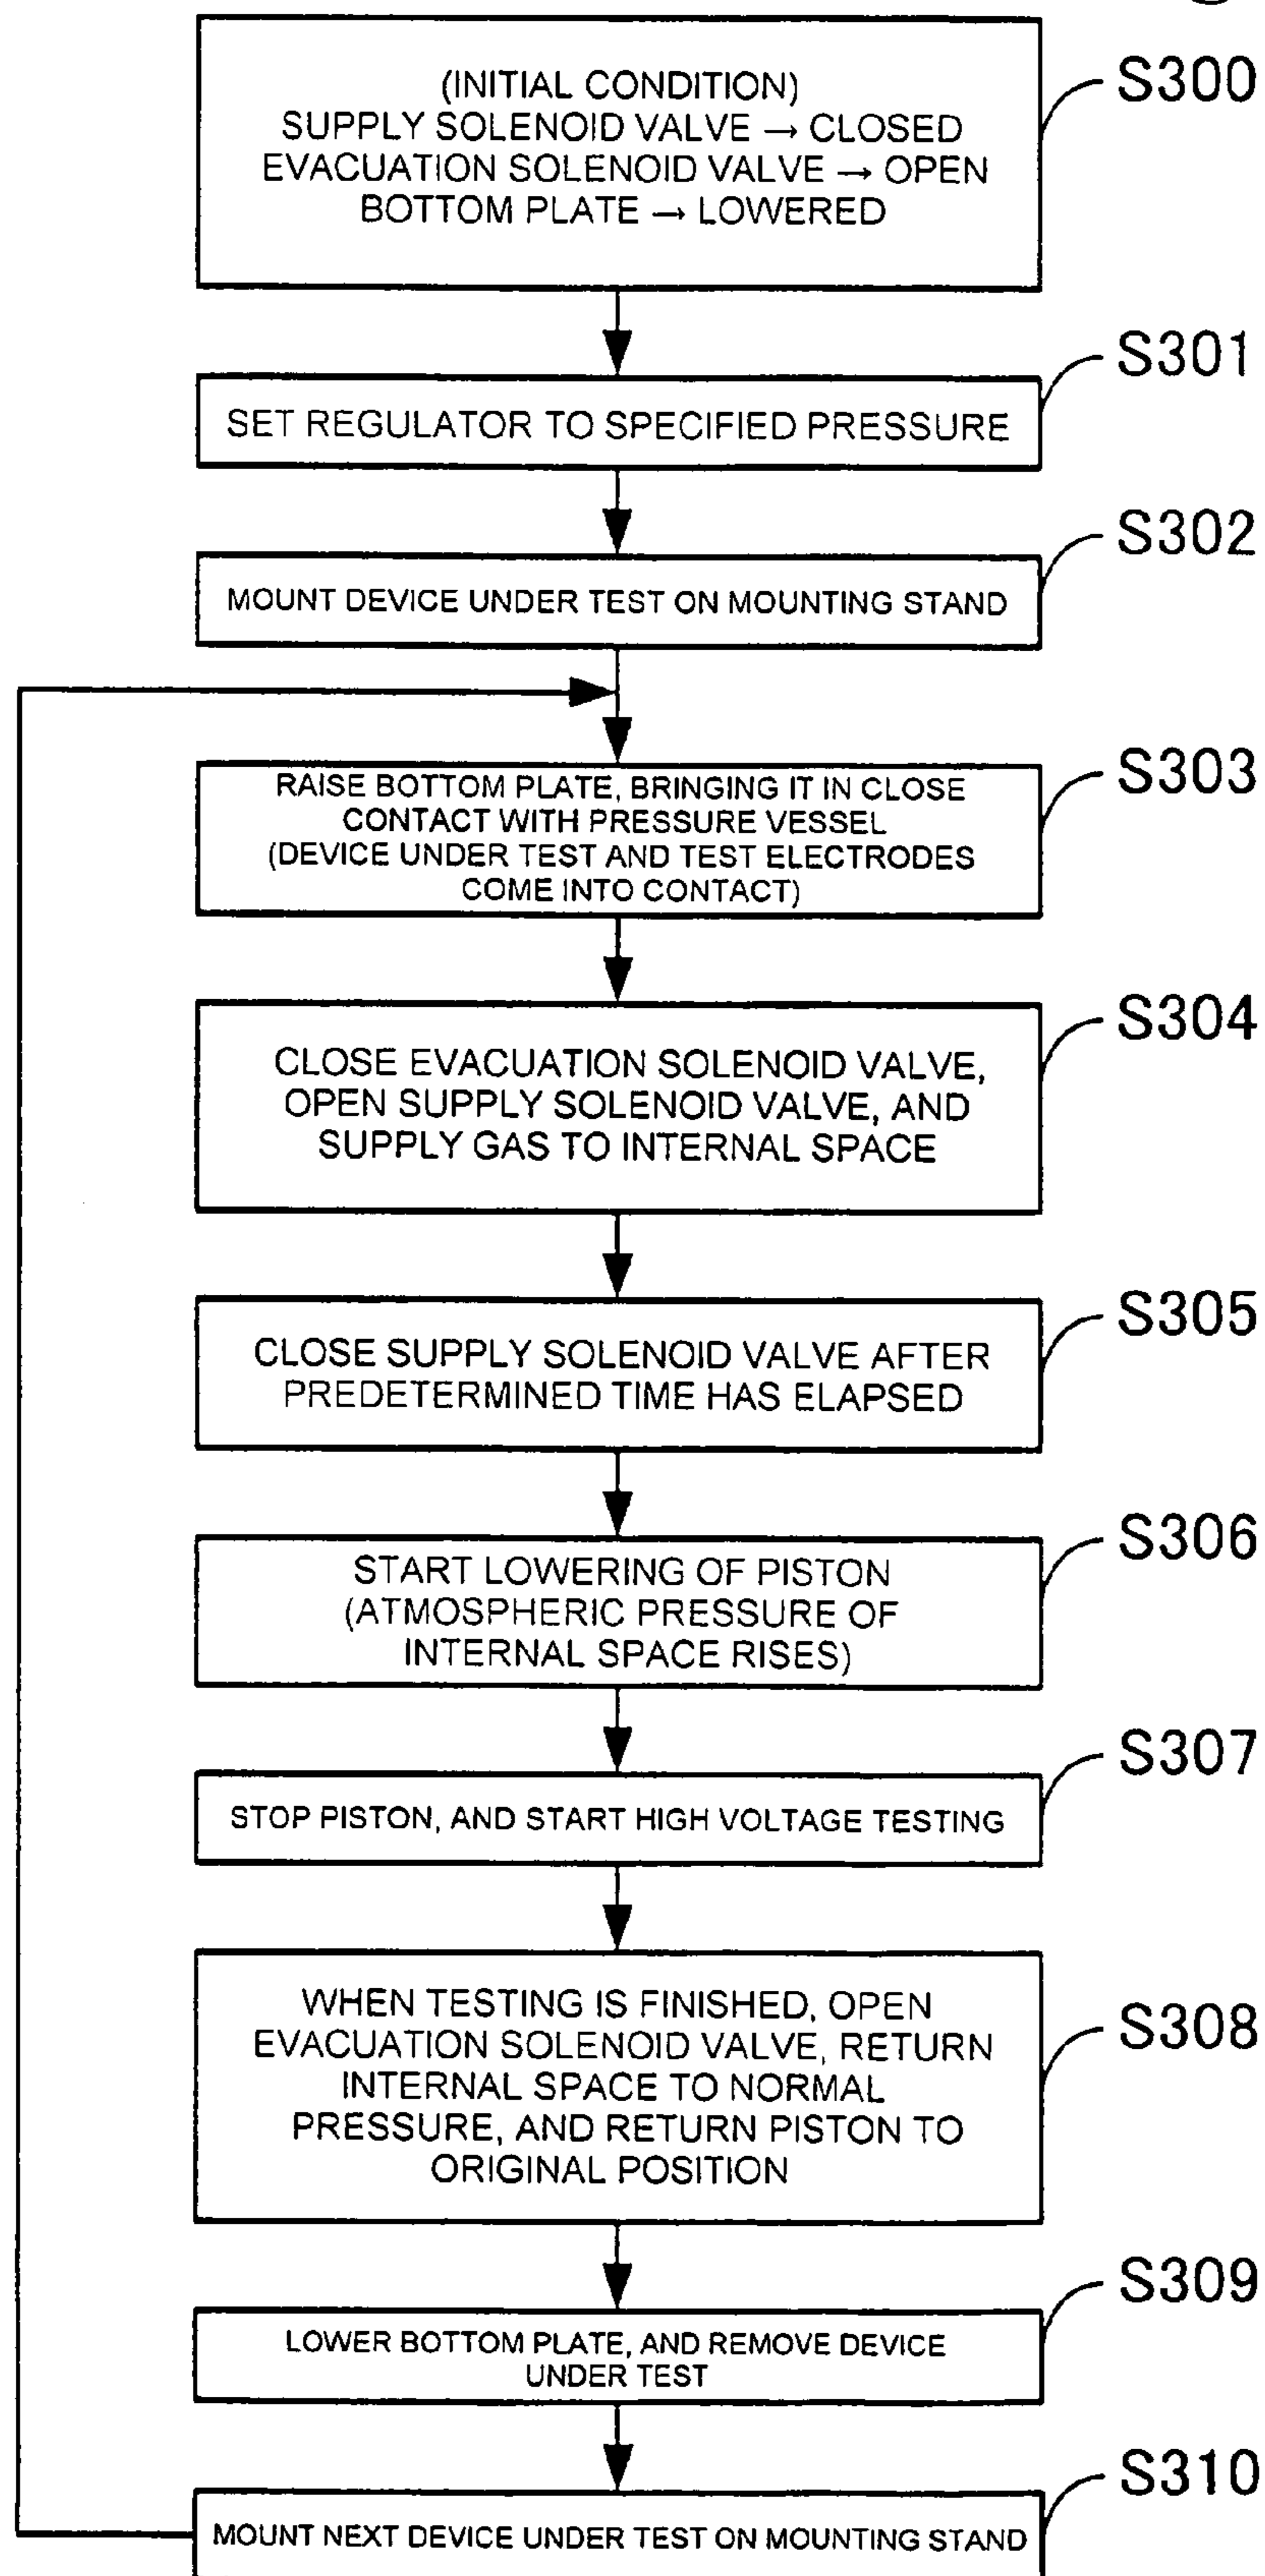 (INITIAL CONDITION)
SUPPLY SOLENOID VALVE → CLOSED
EVACUATION SOLENOID VALVE → OPEN
BOTTOM PLATE → LOWERED
S300
SET REGULATOR TO SPECIFIED PRESSURE
S301
MOUNT DEVICE UNDER TEST ON MOUNTING STAND
S302
RAISE BOTTOM PLATE, BRINGING IT IN CLOSE
CONTACT WITH PRESSURE VESSEL
(DEVICE UNDER TEST AND TEST ELECTRODES
COME INTO CONTACT)
S303
CLOSE EVACUATION SOLENOID VALVE,
OPEN SUPPLY SOLENOID VALVE, AND
SUPPLY GAS TO INTERNAL SPACE
S304
CLOSE SUPPLY SOLENOID VALVE AFTER
PREDETERMINED TIME HAS ELAPSED
S305
START LOWERING OF PISTON
(ATMOSPHERIC PRESSURE OF
INTERNAL SPACE RISES)
S306
STOP PISTON, AND START HIGH VOLTAGE TESTING
S307
WHEN TESTING IS FINISHED, OPEN
EVACUATION SOLENOID VALVE, RETURN
INTERNAL SPACE TO NORMAL
PRESSURE, AND RETURN PISTON TO
ORIGINAL POSITION
S308
LOWER BOTTOM PLATE, AND REMOVE DEVICE
UNDER TEST
S309
MOUNT NEXT DEVICE UNDER TEST ON MOUNTING STAND
S310